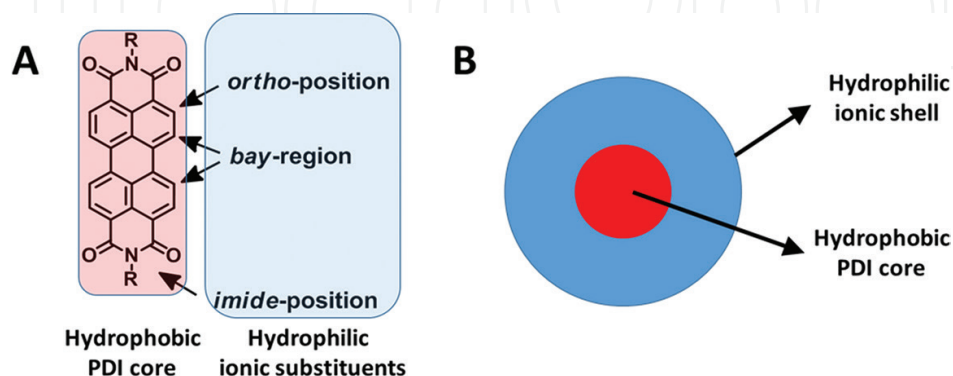 A
R
O
N
O
ortho-position
bay-region
O
N
O
R
imide-position
Hydrophobic
PDI core
Hydrophilic
ionic substituents
B
Hydrophilic
ionic shell
Hydrophobic
PDI core